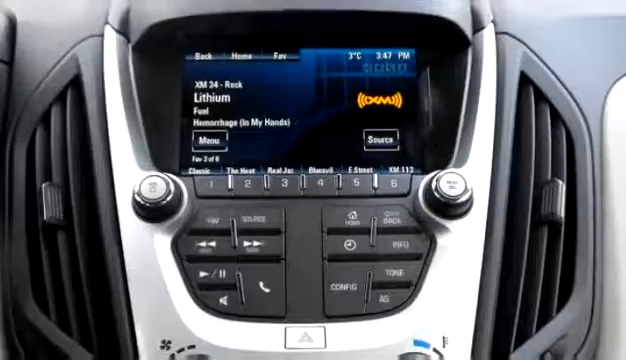 Back Home Fav 3°C 3:47 PM
XM 34 - Rock
Lithium
Fuel
Hemorrhage (In My Hands)
((XM))
Menu Source
Fav 3 of 6
Classic The Heat Real Jaz Bluesvil E Street XM 113
1 2 3 4 5 6
FAV SOURCE
HOME BACK
INFO
TONE
CONFIG AS